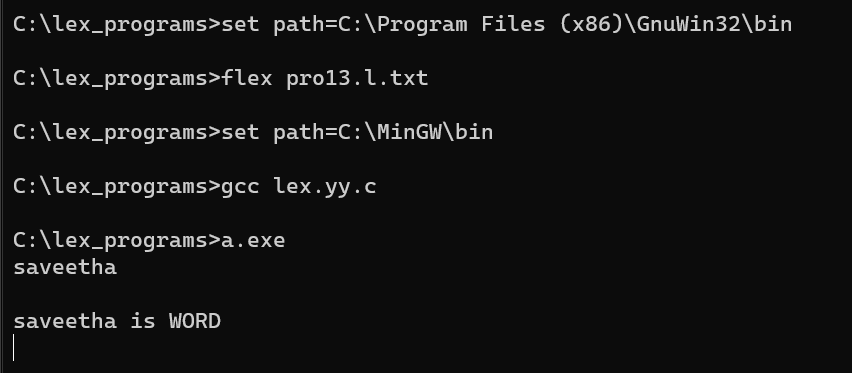 C:\lex_programs>set path=C:\Program Files (x86)\GnuWin32\bin
C:\lex_programs>flex pro13.l.txt
C:\lex_programs>set path=C:\MinGW\bin
C:\lex_programs>gcc lex.yy.c
C:\lex_programs>a.exe
saveetha
saveetha is WORD